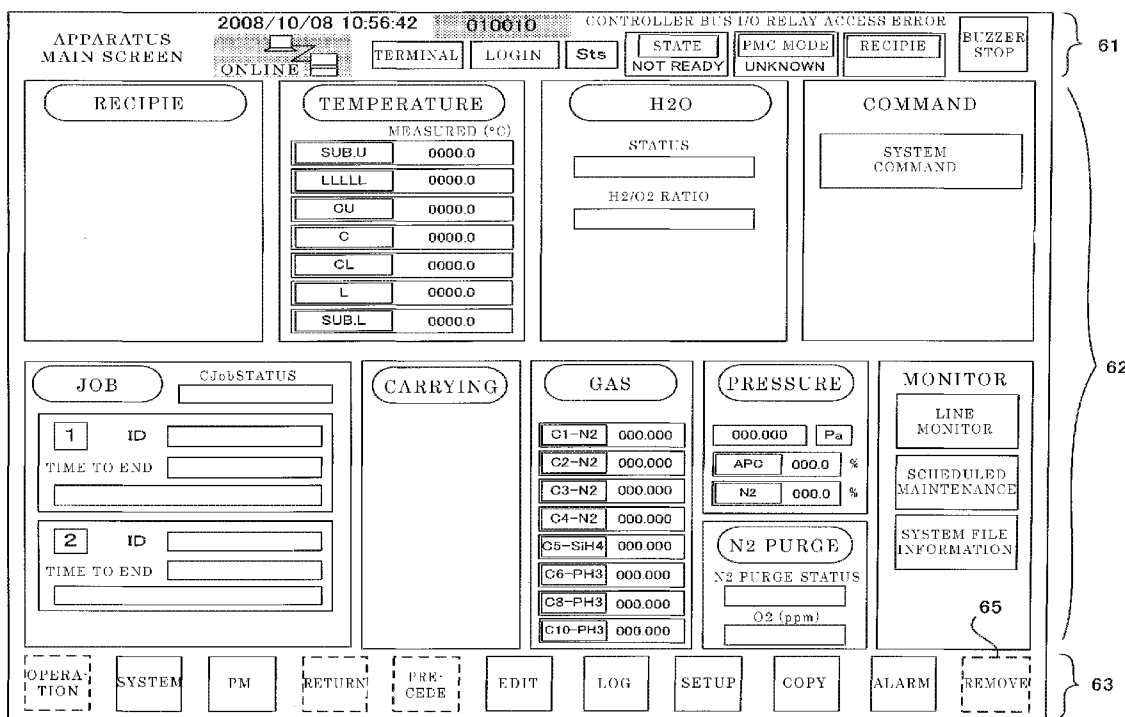 2008/10/08 10:56:42
010010
CONTROLLER BUS I/O RELAY ACCESS ERROR
APPARATUS
MAIN SCREEN
ONLINE
TERMINAL
LOGIN
Sts
STATE
NOT READY
PMC MODE
UNKNOWN
RECIPIE
BUZZER
STOP
61
RECIPIE
TEMPERATURE
MEASURED (°C)
SUB.U 0000.0
LLLLL 0000.0
CU 0000.0
C 0000.0
CL 0000.0
L 0000.0
SUB.L 0000.0
H2O
STATUS
H2/O2 RATIO
COMMAND
SYSTEM
COMMAND
62
JOB
CJobSTATUS
1 ID
TIME TO END
2 ID
TIME TO END
CARRYING
GAS
C1-N2 000.000
C2-N2 000.000
C3-N2 000.000
C4-N2 000.000
C5-SiH4 000.000
C6-PH3 000.000
C8-PH3 000.000
C10-PH3 000.000
PRESSURE
000.000 Pa
APC 000.0 %
N2 000.0 %
N2 PURGE
N2 PURGE STATUS
O2 (ppm)
MONITOR
LINE
MONITOR
SCHEDULED
MAINTENANCE
SYSTEM FILE
INFORMATION
65
OPERA-
TION
SYSTEM
PM
RETURN
PRE-
CEDE
EDIT
LOG
SETUP
COPY
ALARM
REMOVE
63